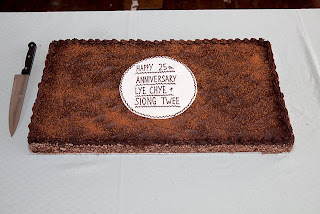 HAPPY 25th
ANNIVERSARY
LYE CHYE &
SIONG TWEE